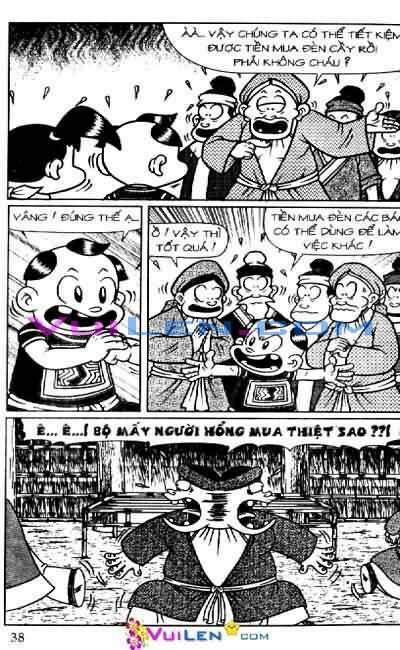 ÀÀ... VẬY CHÚNG TA CÓ THỂ TIẾT KIỆM
ĐƯỢC TIỀN MUA ĐÈN CẦY RỒI
PHẢI KHÔNG CHÁU ?
VÂNG ! ĐÚNG THẾ Ạ...
Ồ ! VẬY THÌ
TỐT QUÁ !
TIỀN MUA ĐÈN CÁC BÁC
CÓ THỂ DÙNG ĐỂ LÀM
VIỆC KHÁC !
VUILEN.COM
Ê... Ê...! BỘ MẤY NGƯỜI HỔNG MUA THIỆT SAO ??!
38
VUILEN.COM